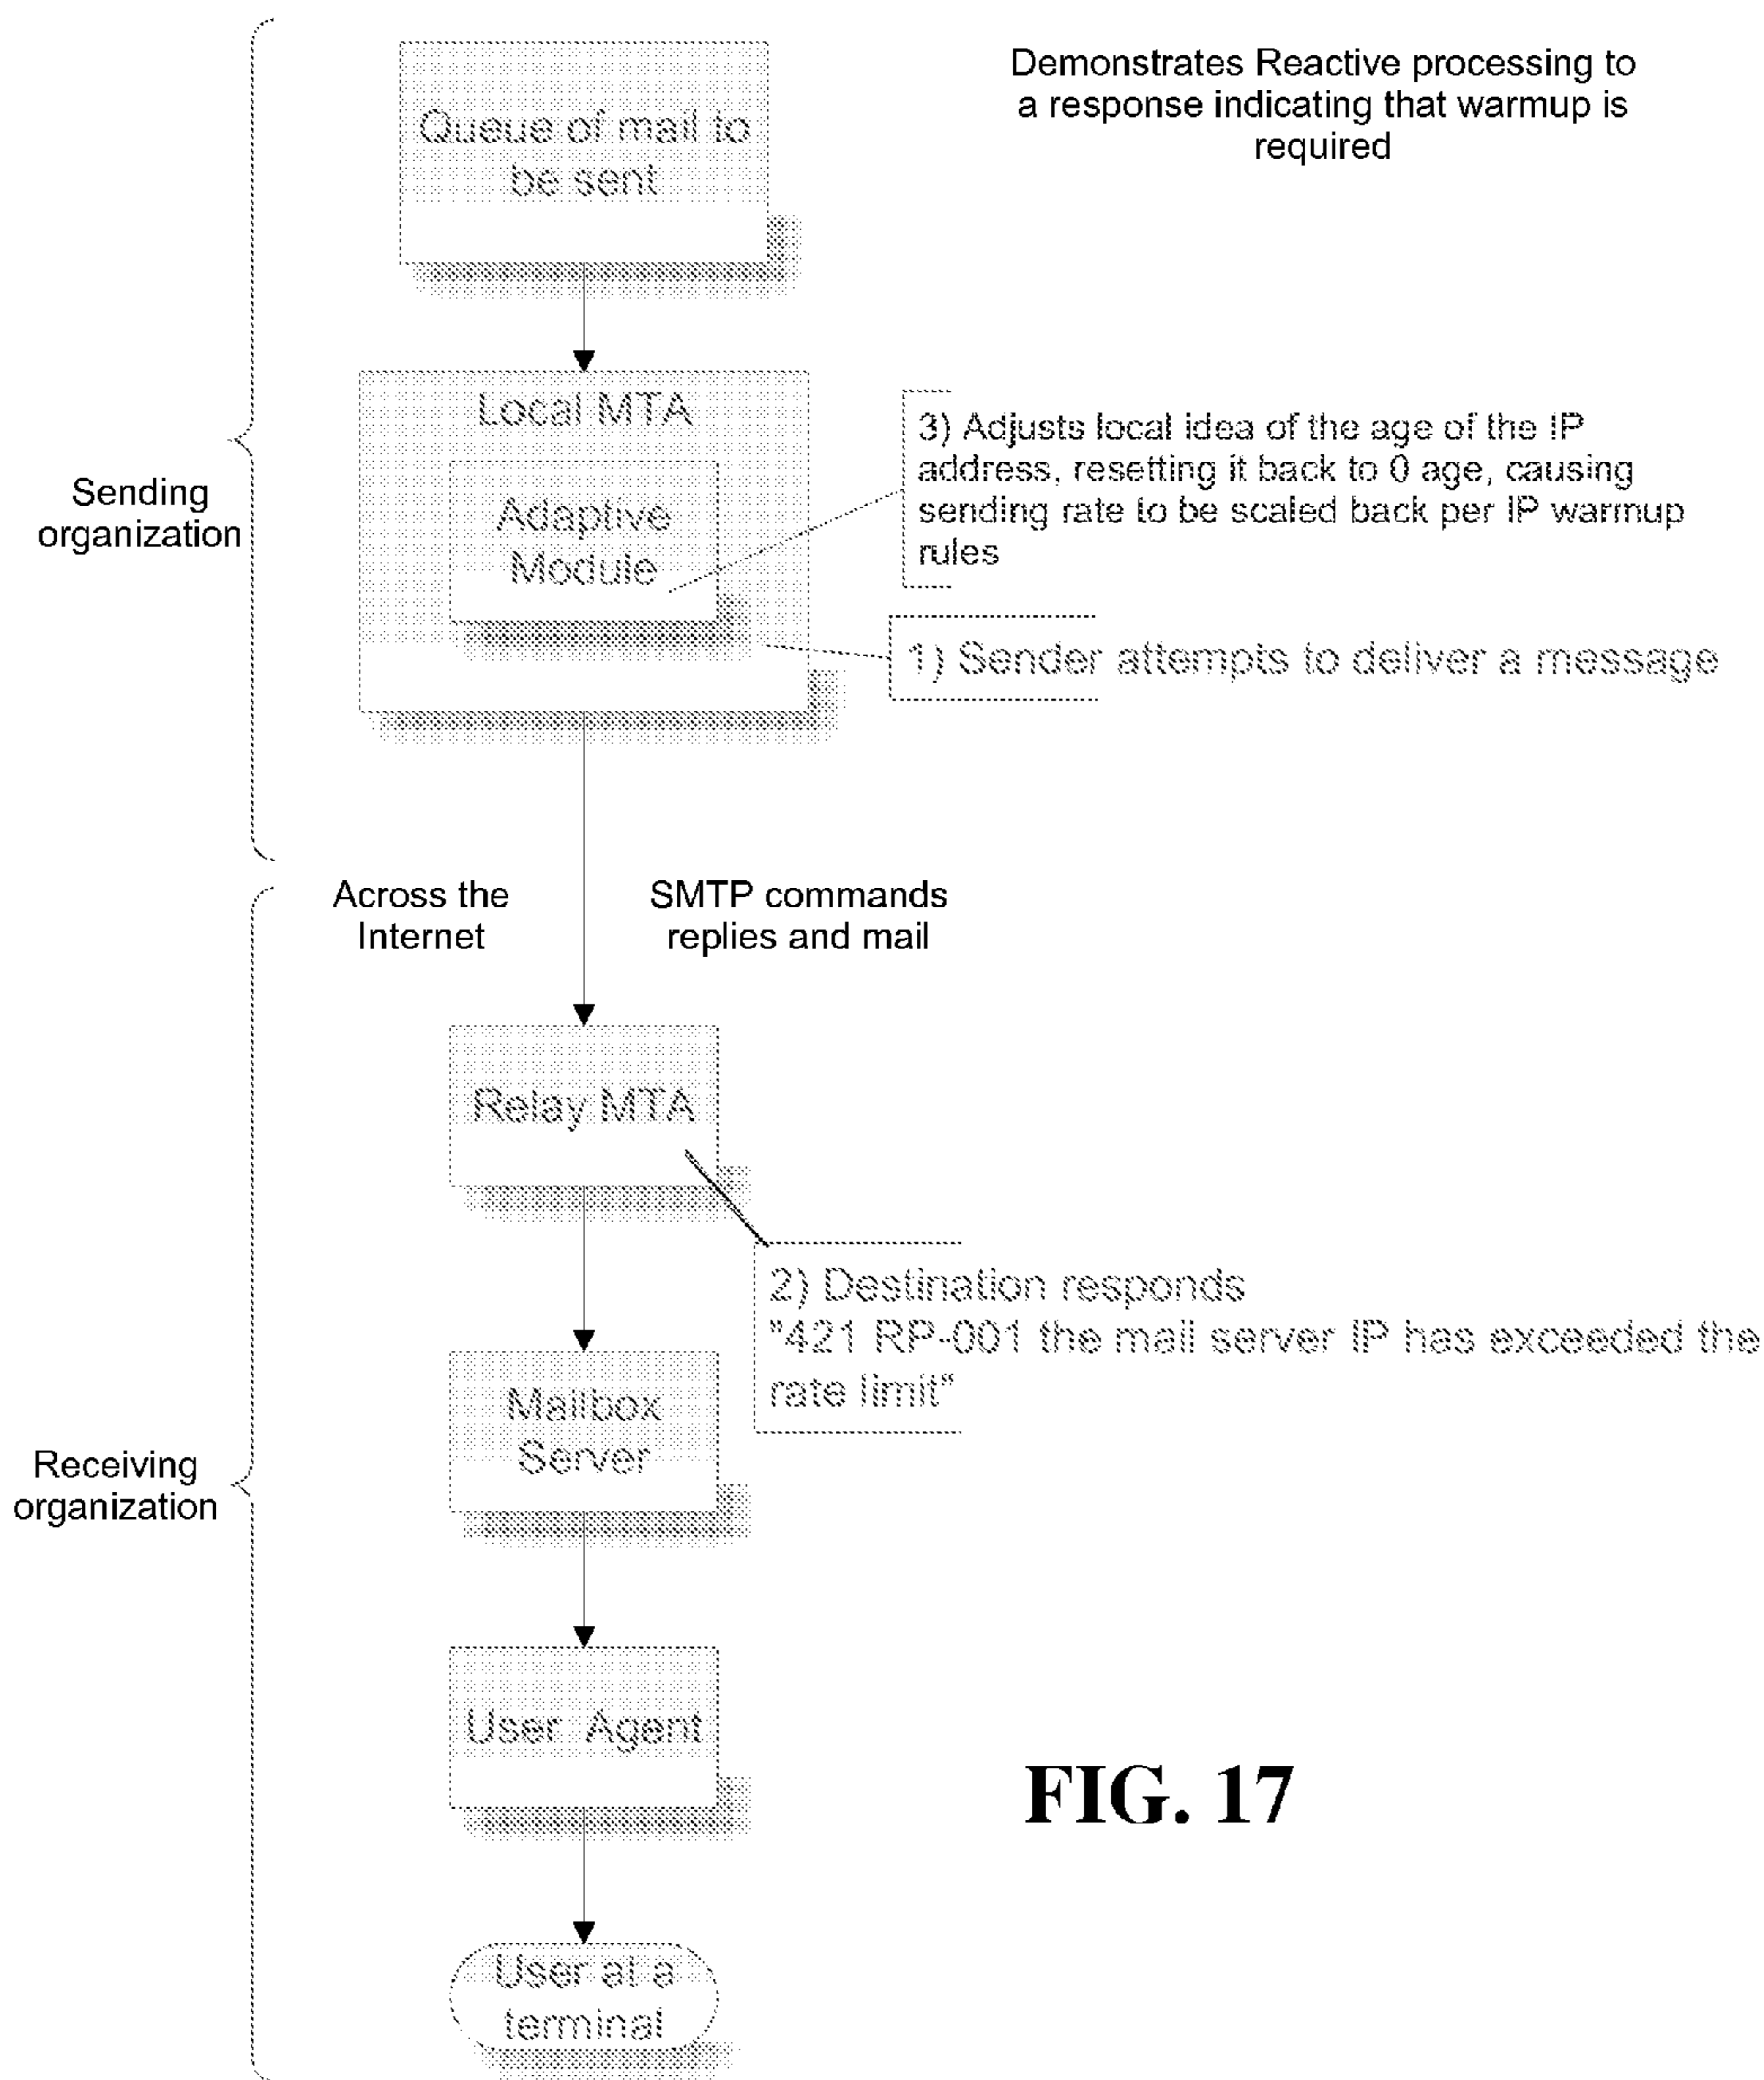 Demonstrates Reactive processing to
a response indicating that warmup is
required
Queue of mail to
be sent
Local MTA
Adaptive
Module
3) Adjusts local idea of the age of the IP
address, resetting it back to 0 age, causing
sending rate to be scaled back per IP warmup
rules
Sending
organization
1) Sender attempts to deliver a message
Across the
Internet
SMTP commands
replies and mail
Relay MTA
2) Destination responds
"421 RP-001 the mail server IP has exceeded the
rate limit"
Mailbox
Server
Receiving
organization
User Agent
FIG. 17
User at a
terminal